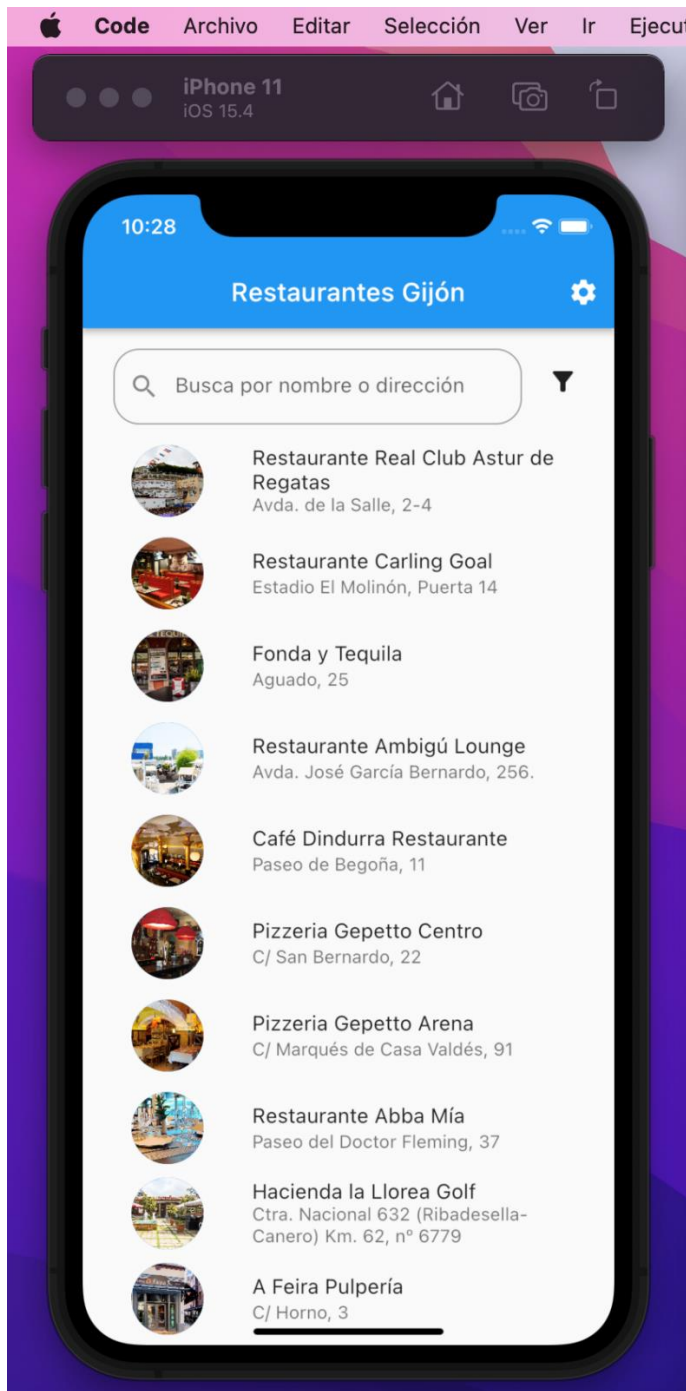 Code Archivo Editar Selección Ver Ir Ejecut
iPhone 11
iOS 15.4
10:28
Restaurantes Gijón
Busca por nombre o dirección
Restaurante Real Club Astur de
Regatas
Avda. de la Salle, 2-4
Restaurante Carling Goal
Estadio El Molinón, Puerta 14
Fonda y Tequila
Aguado, 25
Restaurante Ambigú Lounge
Avda. José García Bernardo, 256.
Café Dindurra Restaurante
Paseo de Begoña, 11
Pizzeria Gepetto Centro
C/ San Bernardo, 22
Pizzeria Gepetto Arena
C/ Marqués de Casa Valdés, 91
Restaurante Abba Mía
Paseo del Doctor Fleming, 37
Hacienda la Llorea Golf
Ctra. Nacional 632 (Ribadesella-
Canero) Km. 62, nº 6779
A Feira Pulpería
C/ Horno, 3